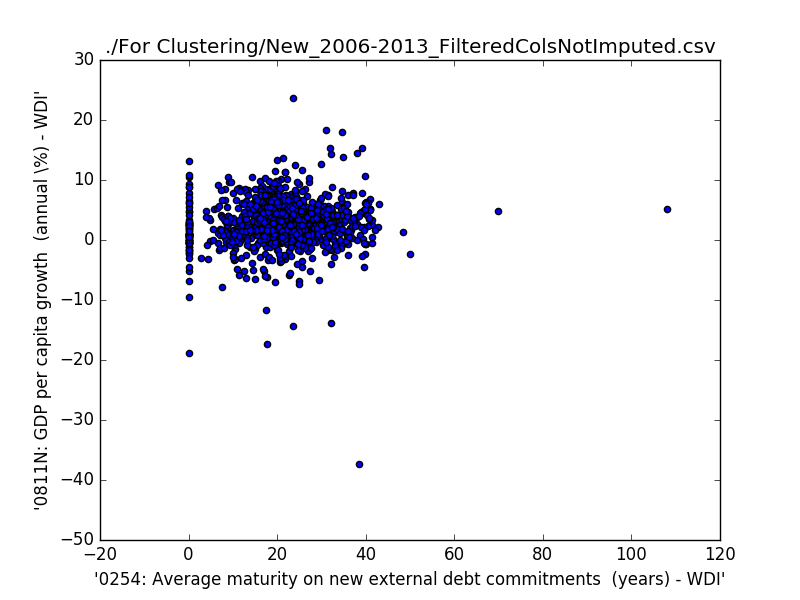 ./For Clustering/New_2006-2013_FilteredColsNotImputed.csv
30
20
10
0
−10
−20
−30
−40
−50
'0811N: GDP per capita growth  (annual \%) - WDI'
−20 0 20 40 60 80 100 120
'0254: Average maturity on new external debt commitments  (years) - WDI'